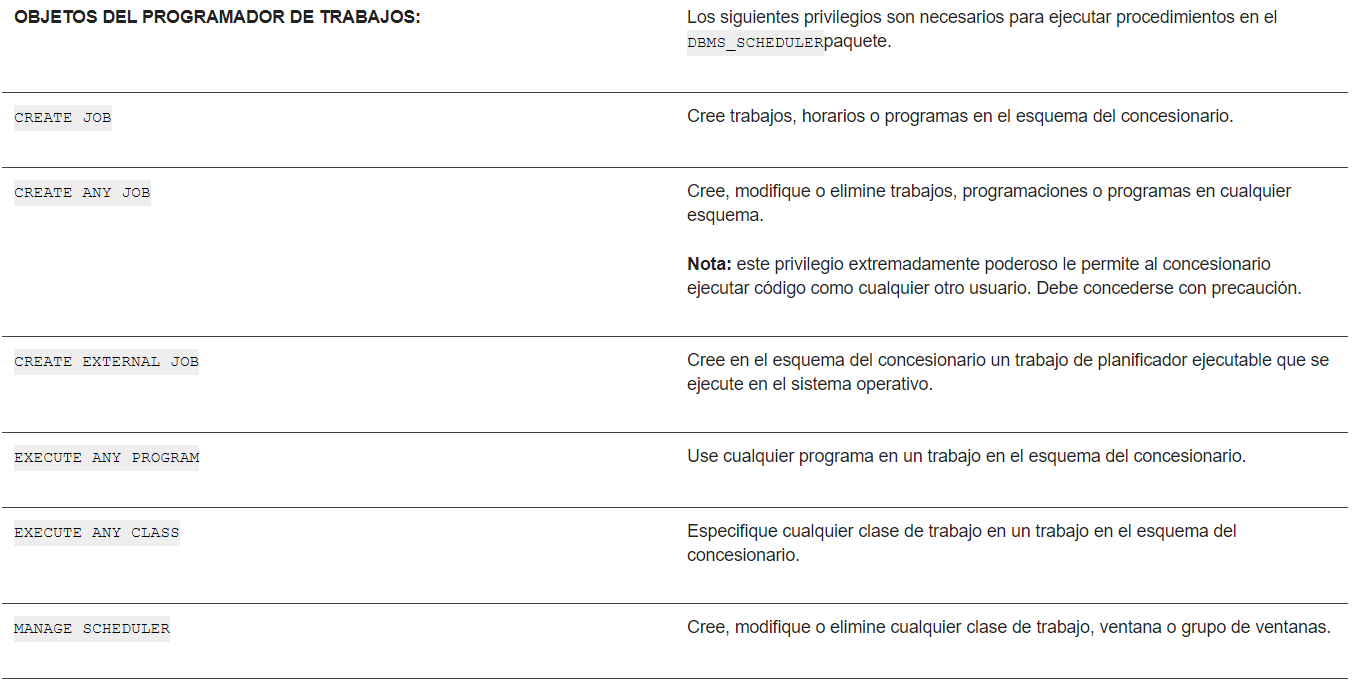 OBJETOS DEL PROGRAMADOR DE TRABAJOS:
Los siguientes privilegios son necesarios para ejecutar procedimientos en el
DBMS_SCHEDULERpaquete.
CREATE JOB
Cree trabajos, horarios o programas en el esquema del concesionario.
CREATE ANY JOB
Cree, modifique o elimine trabajos, programaciones o programas en cualquier
esquema.
Nota: este privilegio extremadamente poderoso le permite al concesionario
ejecutar código como cualquier otro usuario. Debe concederse con precaución.
CREATE EXTERNAL JOB
Cree en el esquema del concesionario un trabajo de planificador ejecutable que se
ejecute en el sistema operativo.
EXECUTE ANY PROGRAM
Use cualquier programa en un trabajo en el esquema del concesionario.
EXECUTE ANY CLASS
Especifique cualquier clase de trabajo en un trabajo en el esquema del
concesionario.
MANAGE SCHEDULER
Cree, modifique o elimine cualquier clase de trabajo, ventana o grupo de ventanas.